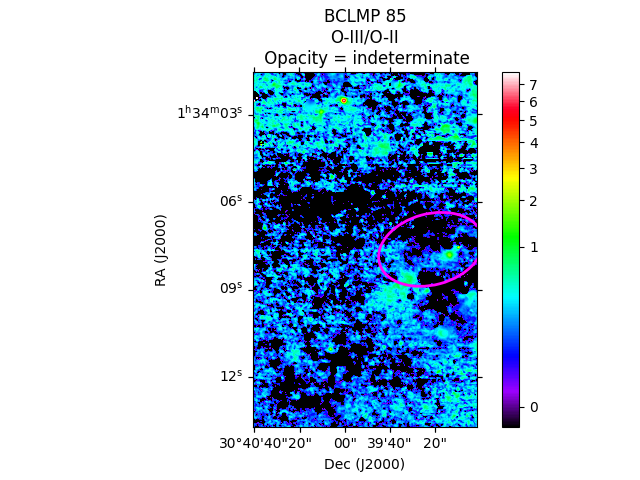 BCLMP 85
O-III/O-II
Opacity = indeterminate
1h34m03s
06s
09s
12s
RA (J2000)
30°40'40"20" 00" 39'40" 20"
Dec (J2000)
7
6
5
4
3
2
1
0